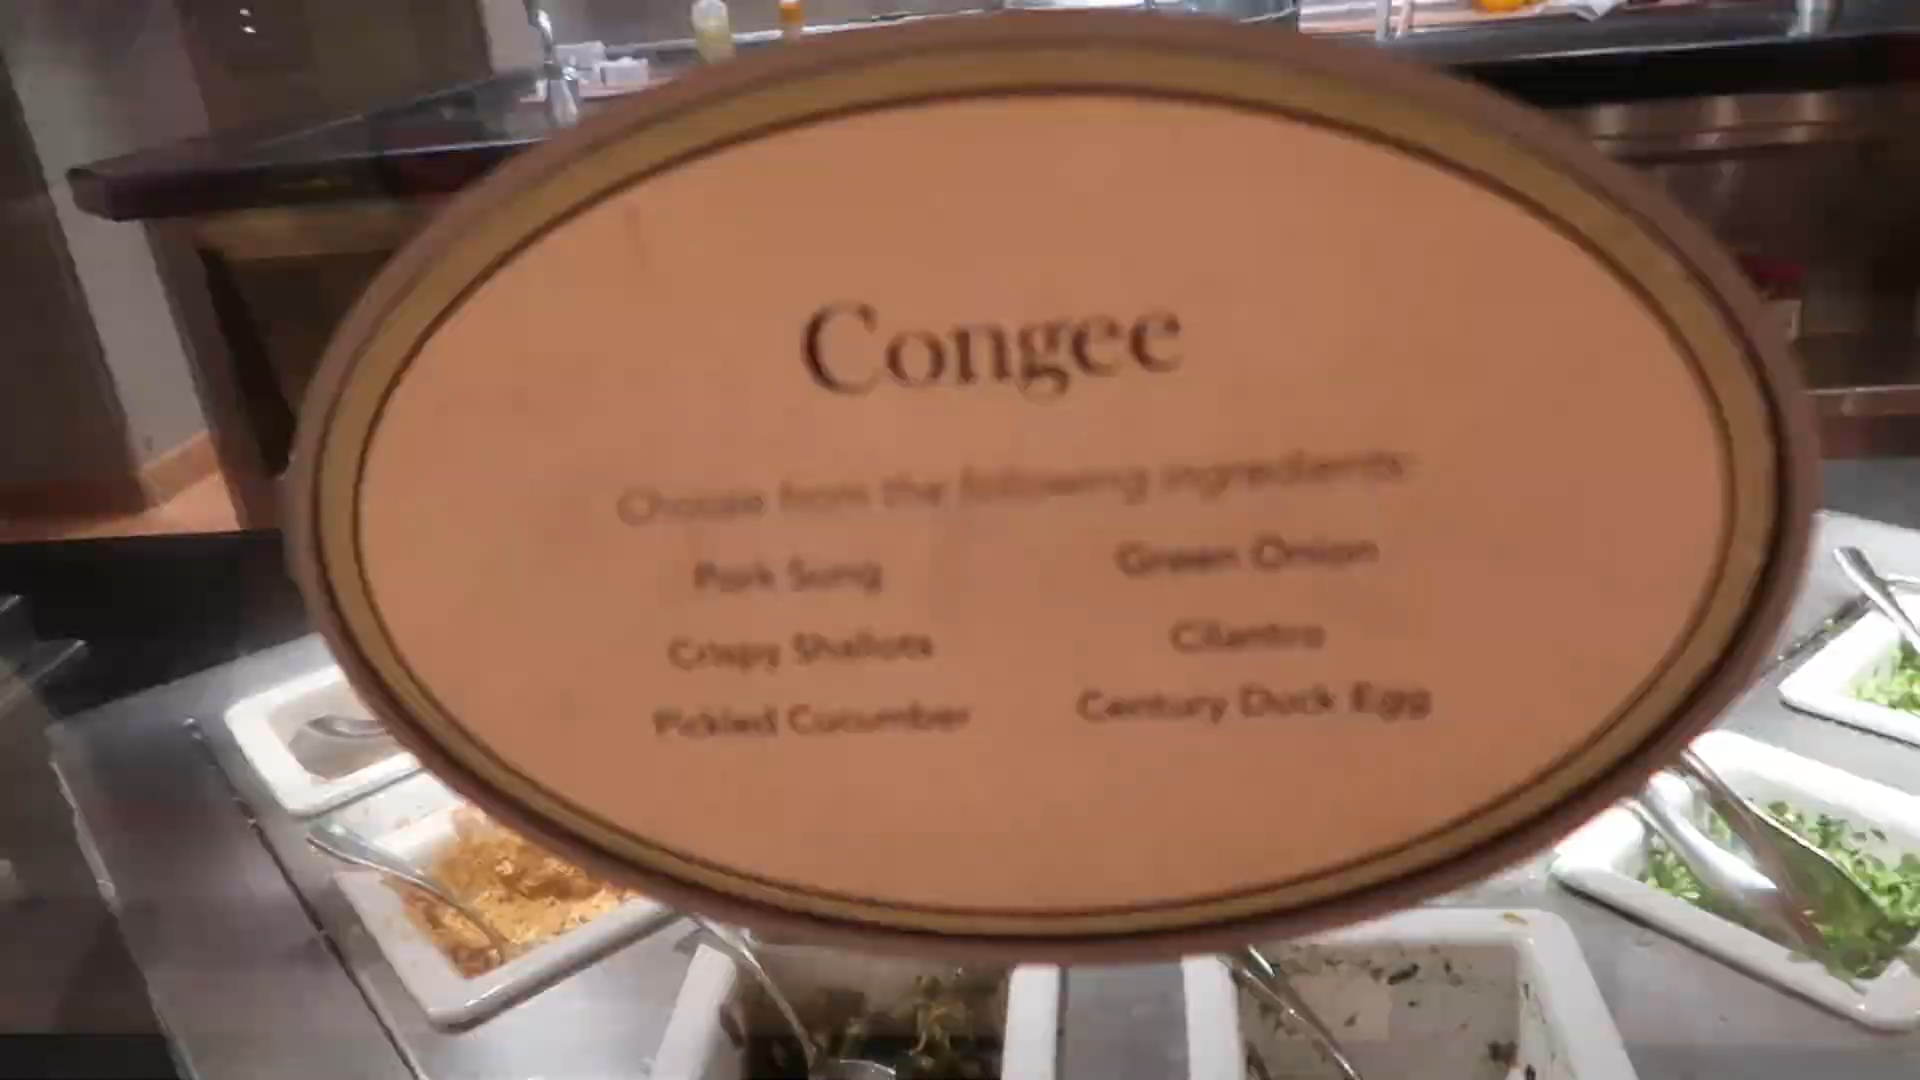 Congee
Choose from the following ingredients:
Pork Sung
Green Onion
Crispy Shallots
Cilantro
Pickled Cucumber
Century Duck Egg